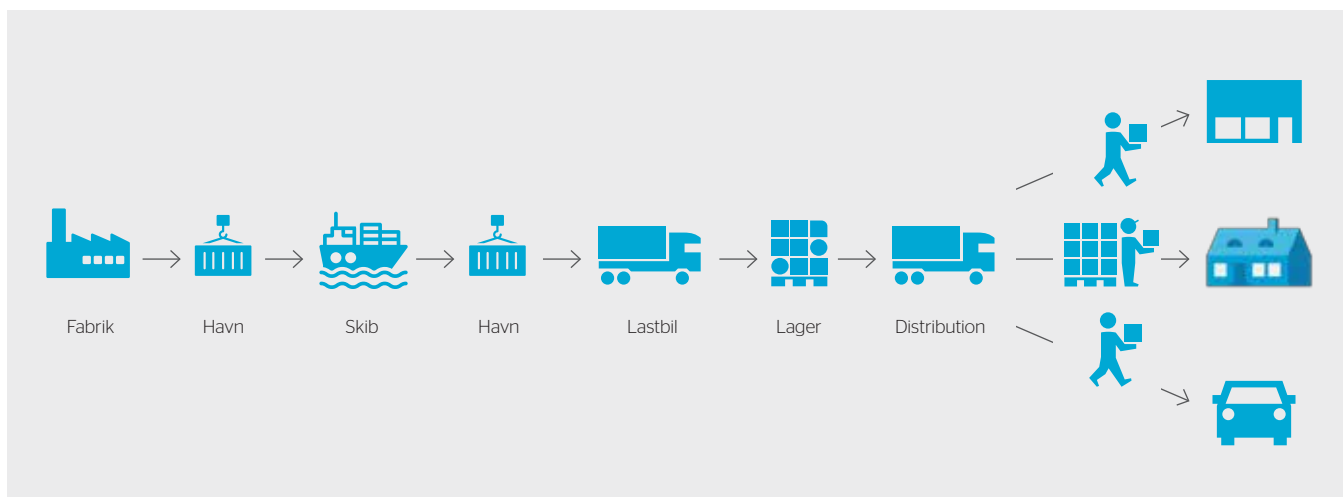 Fabrik
Havn
Skib
Havn
Lastbil
Lager
Distribution